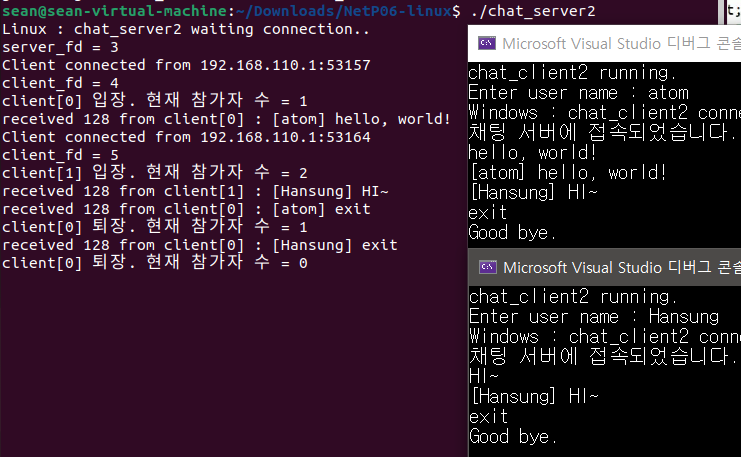 sean@sean-virtual-machine:~/Downloads/NetP06-linux$ ./chat_server2
Linux : chat_server2 waiting connection..
server_fd = 3
Client connected from 192.168.110.1:53157
client_fd = 4
client[0] 입장. 현재 참가자 수 = 1
received 128 from client[0] : [atom] hello, world!
Client connected from 192.168.110.1:53164
client_fd = 5
client[1] 입장. 현재 참가자 수 = 2
received 128 from client[1] : [Hansung] HI~
received 128 from client[0] : [atom] exit
client[0] 퇴장. 현재 참가자 수 = 1
received 128 from client[0] : [Hansung] exit
client[0] 퇴장. 현재 참가자 수 = 0
t;
Microsoft Visual Studio 디버그 콘솔
chat_client2 running.
Enter user name : atom
Windows : chat_client2 conne
채팅 서버에 접속되었습니다.
hello, world!
[atom] hello, world!
[Hansung] HI~
exit
Good bye.
Microsoft Visual Studio 디버그 콘솔
chat_client2 running.
Enter user name : Hansung
Windows : chat_client2 conne
채팅 서버에 접속되었습니다.
HI~
[Hansung] HI~
exit
Good bye.